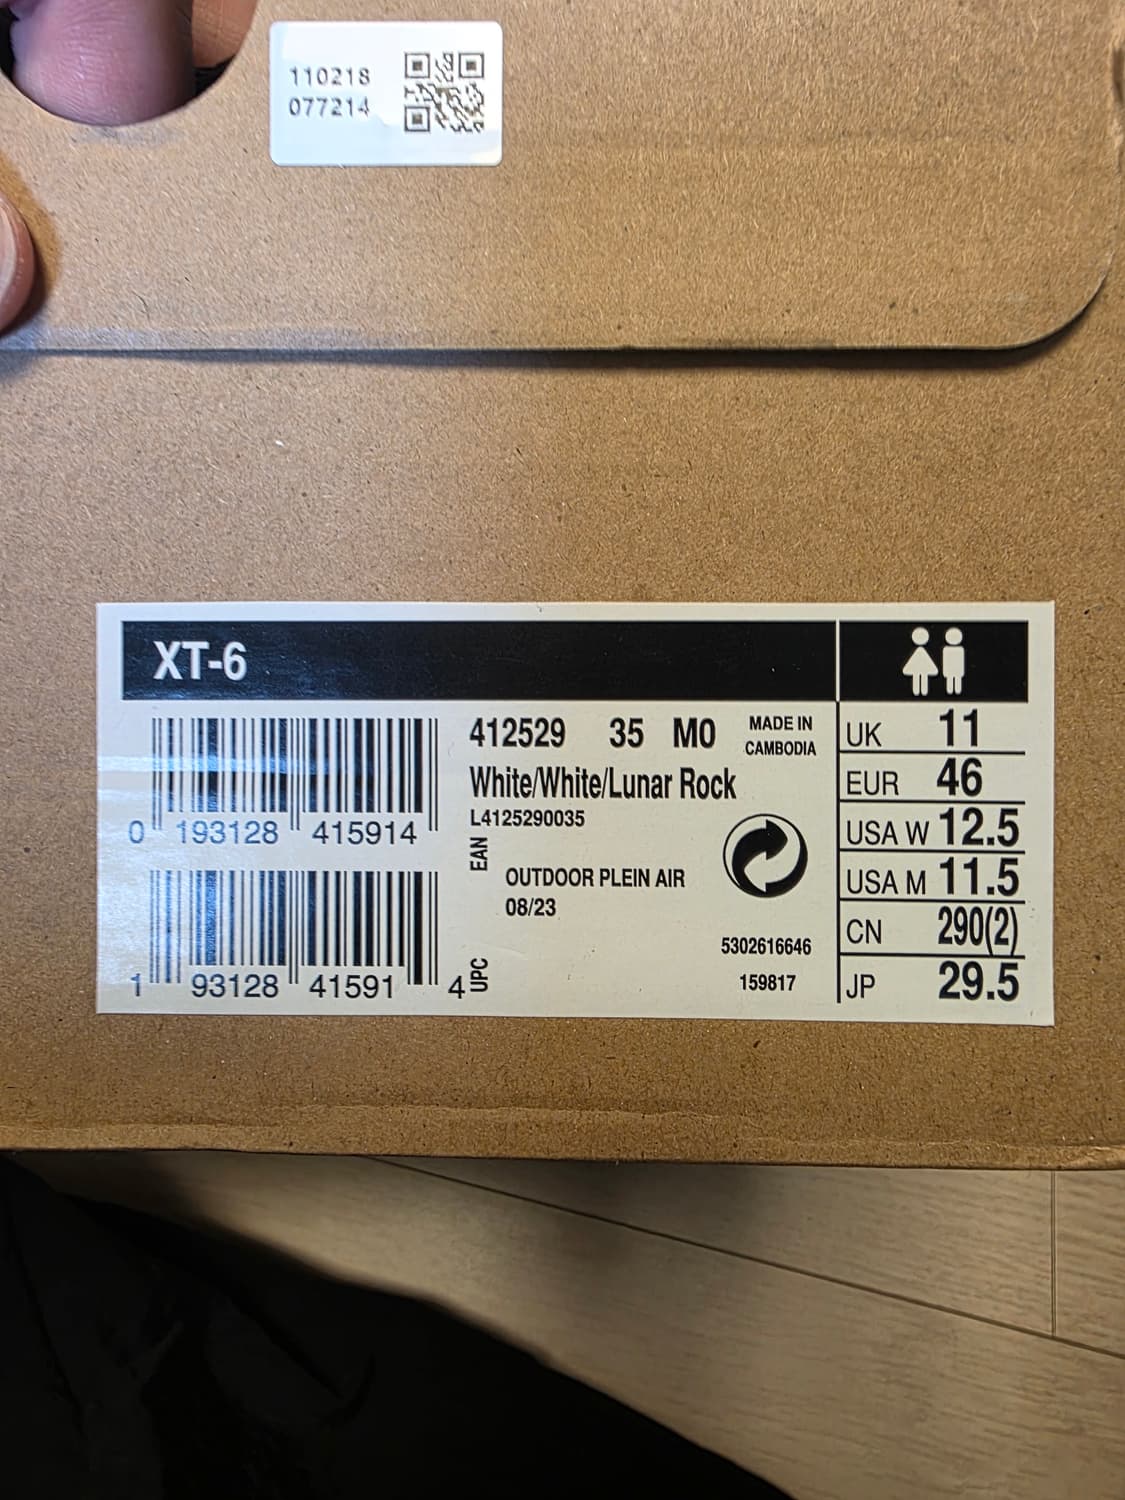 110218
077214
XT-6
412529 35 M0
MADE IN
CAMBODIA
White/White/Lunar Rock
L4125290035
EAN
0 193128 415914
OUTDOOR PLEIN AIR
08/23
5302616646
159817
UPC
1 93128 41591 4
UK 11
EUR 46
USA W 12.5
USA M 11.5
CN 290(2)
JP 29.5